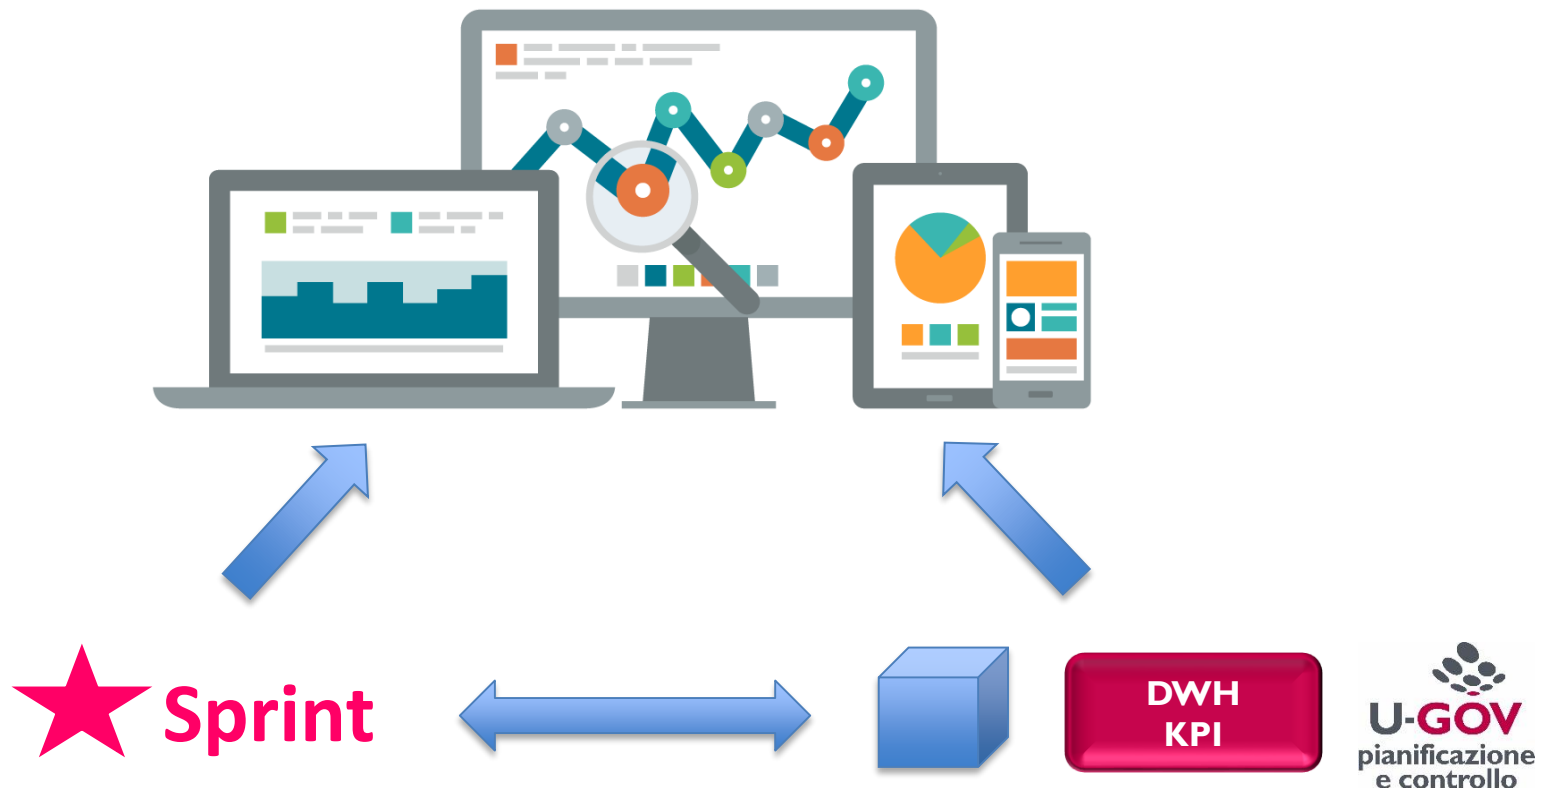 Sprint
DWH
KPI
U-GOV
pianificazione
e controllo